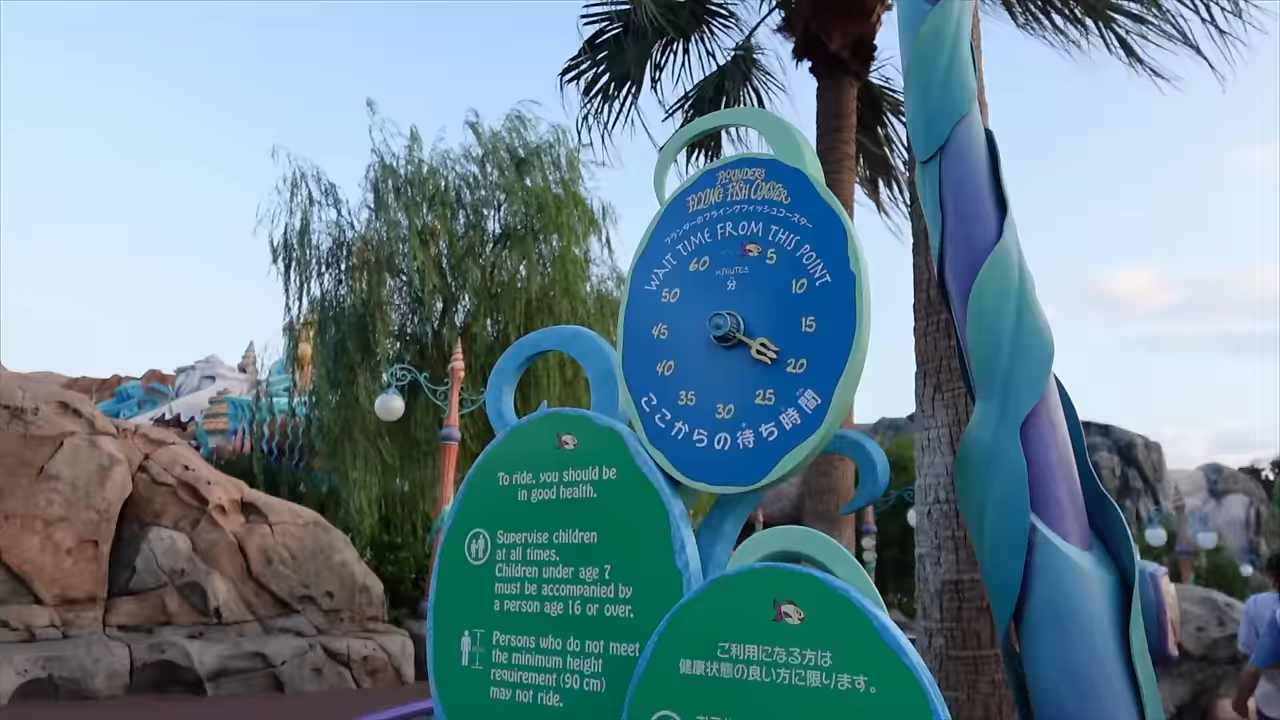 FLOUNDER'S
FLYING FISH COASTER
フランダーのフライングフィッシュコースター
WAIT TIME FROM THIS POINT
60
5
MINUTES
分
50
10
45
15
40
20
35
25
30
ここからの待ち時間
To ride, you should be
in good health.
Supervise children
at all times.
Children under age 7
must be accompanied by
a person age 16 or over.
Persons who do not meet
the minimum height
requirement (90 cm)
may not ride.
ご利用になる方は
健康状態の良い方に限ります。